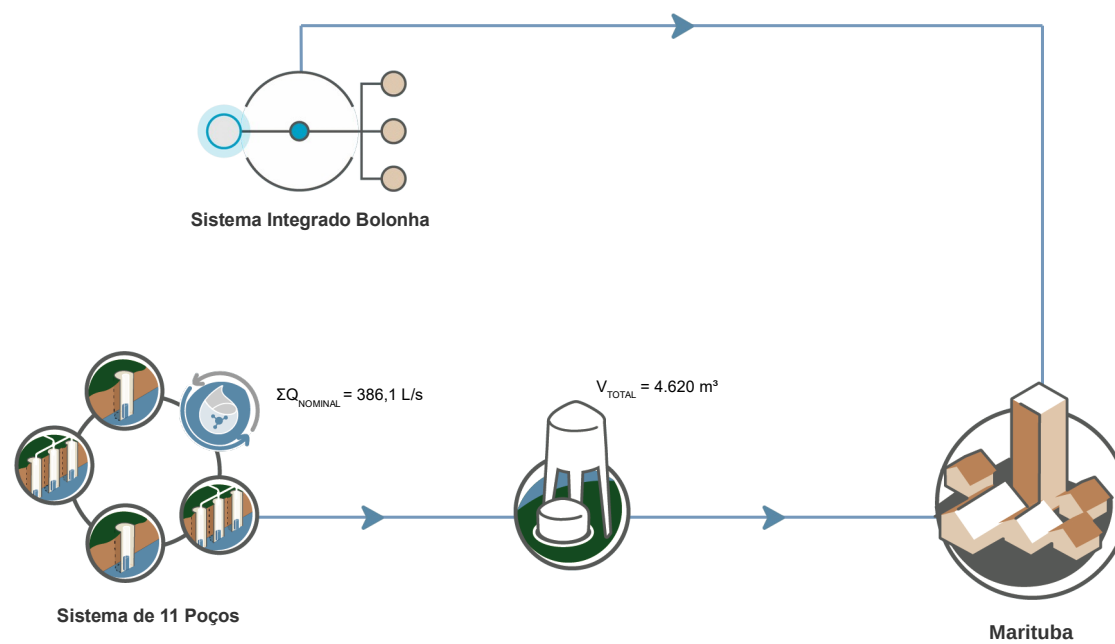 Sistema Integrado Bolonha
ΣQNOMINAL = 386,1 L/s
VTOTAL = 4.620 m³
Sistema de 11 Poços
Marituba